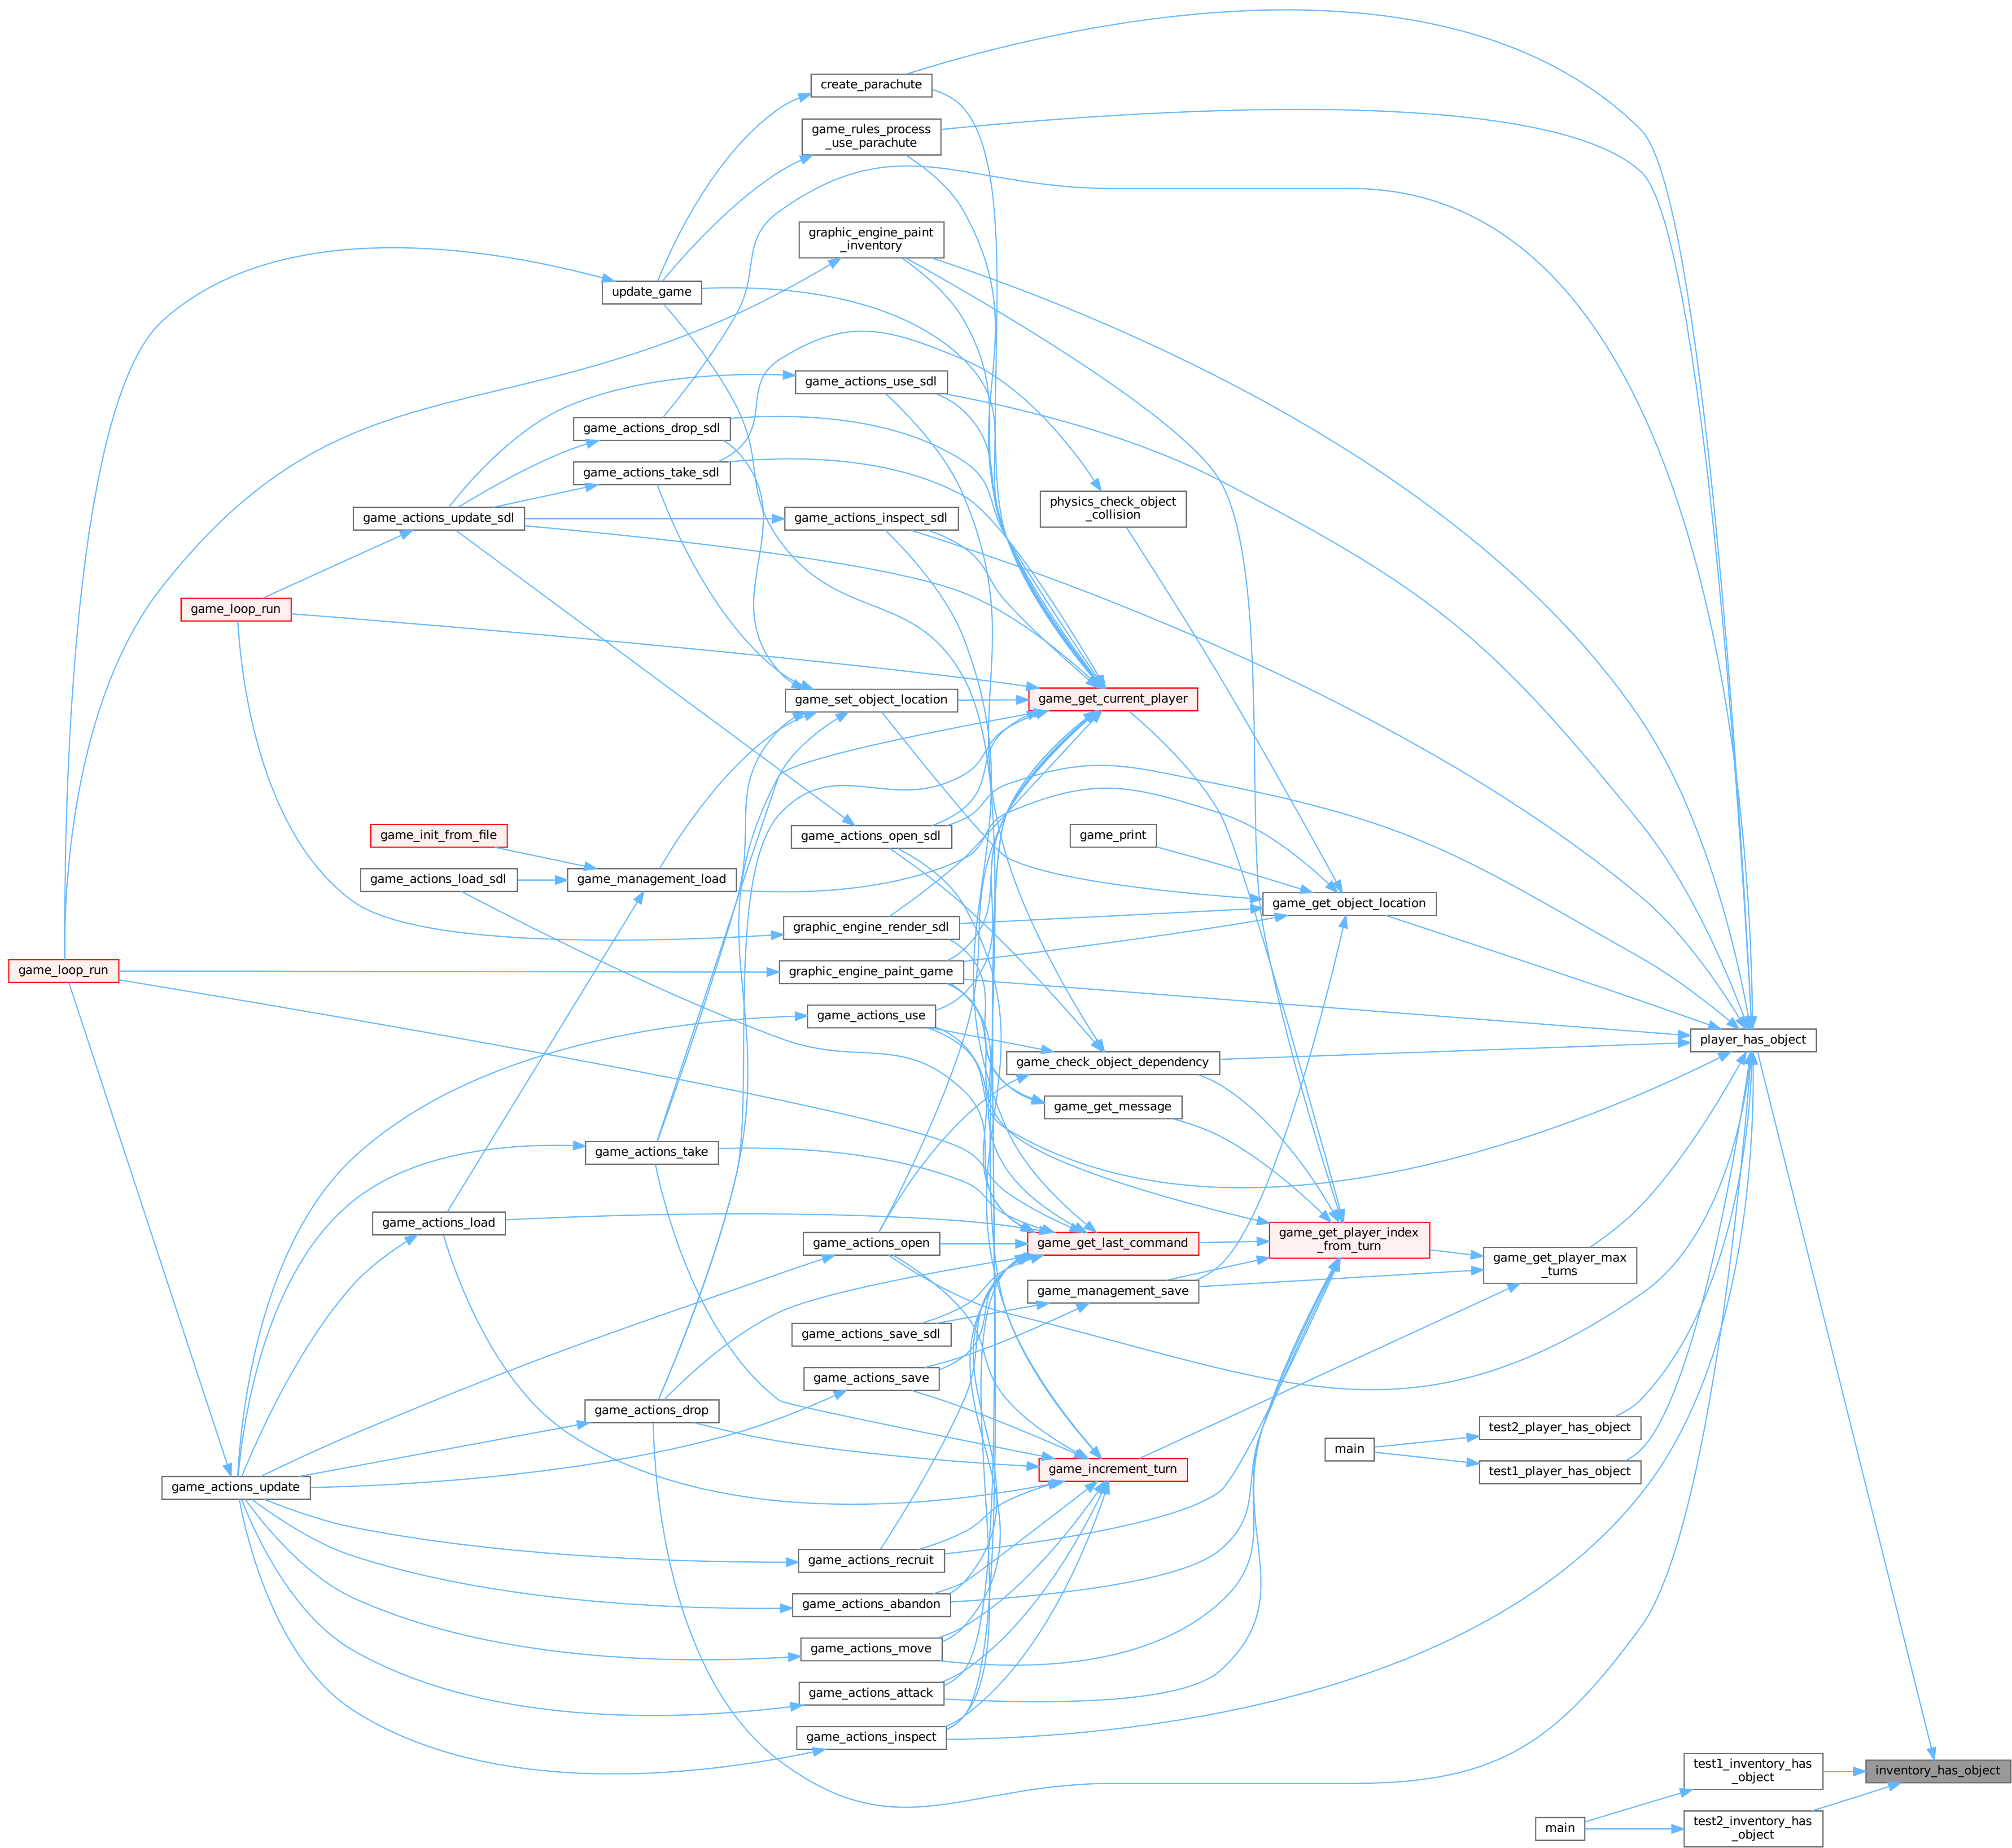 create_parachute
game_rules_process
_use_parachute
graphic_engine_paint
_inventory
update_game
game_actions_use_sdl
game_actions_drop_sdl
game_actions_take_sdl
physics_check_object
_collision
game_actions_update_sdl
game_actions_inspect_sdl
game_loop_run
game_set_object_location
game_get_current_player
game_init_from_file
game_actions_open_sdl
game_print
game_actions_load_sdl
game_management_load
game_get_object_location
graphic_engine_render_sdl
game_loop_run
graphic_engine_paint_game
game_actions_use
player_has_object
game_check_object_dependency
game_get_message
game_actions_take
game_actions_load
game_actions_open
game_get_last_command
game_get_player_index
_from_turn
game_get_player_max
_turns
game_management_save
game_actions_save_sdl
game_actions_save
game_actions_drop
test2_player_has_object
main
test1_player_has_object
game_actions_update
game_increment_turn
game_actions_recruit
game_actions_abandon
game_actions_move
game_actions_attack
game_actions_inspect
test1_inventory_has
_object
inventory_has_object
main
test2_inventory_has
_object